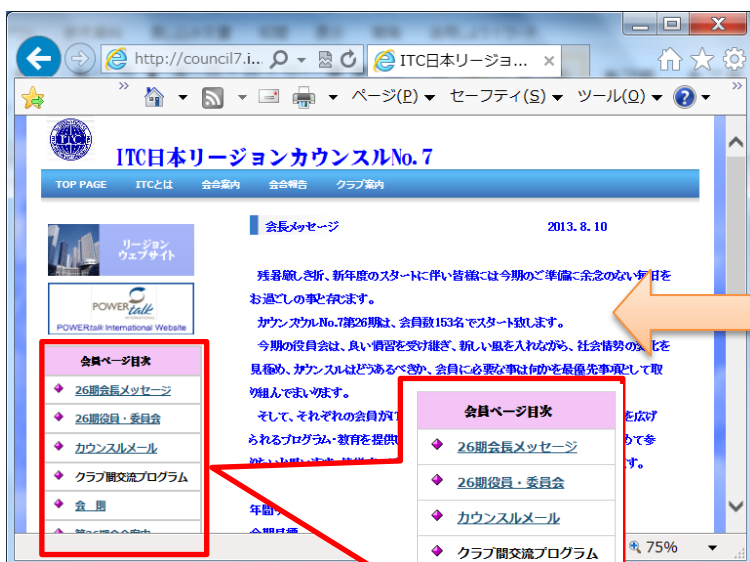 http://council7.i...
ITC日本リージョ... ×
ページ(P) セーフティ(S) ツール(O)
ITC
ITC日本リージョンカウンスルNo.7
TOP PAGE ITCとは 会合案内 会合報告 クラブ案内
リージョン
ウェブサイト
POWERtalk
POWERtalk International Website
会長メッセージ 2013.8.10
残暑厳しき折、新年度のスタートに伴い皆様には今期のご準備に余念のない毎日を
お過ごしの事と存じます。
カウンスルNo.7第26期は、会員数153名でスタート致します。
今期の役員会は、良い慣習を受け継ぎ、新しい風を入れながら、社会情勢の変化を
見極め、カウンスルはどうあるべきか、会員に必要な事は何かを最優先事項として取
り組んでまいります。
そして、それぞれの会員が
を広げ
られるプログラム・教育を提供
めて参
す。
年間
今期目標
会員ページ目次
26期会長メッセージ
26期役員・委員会
カウンスルメール
クラブ間交流プログラム
会 則
会員ページ目次
26期会長メッセージ
26期役員・委員会
カウンスルメール
クラブ間交流プログラム
75%